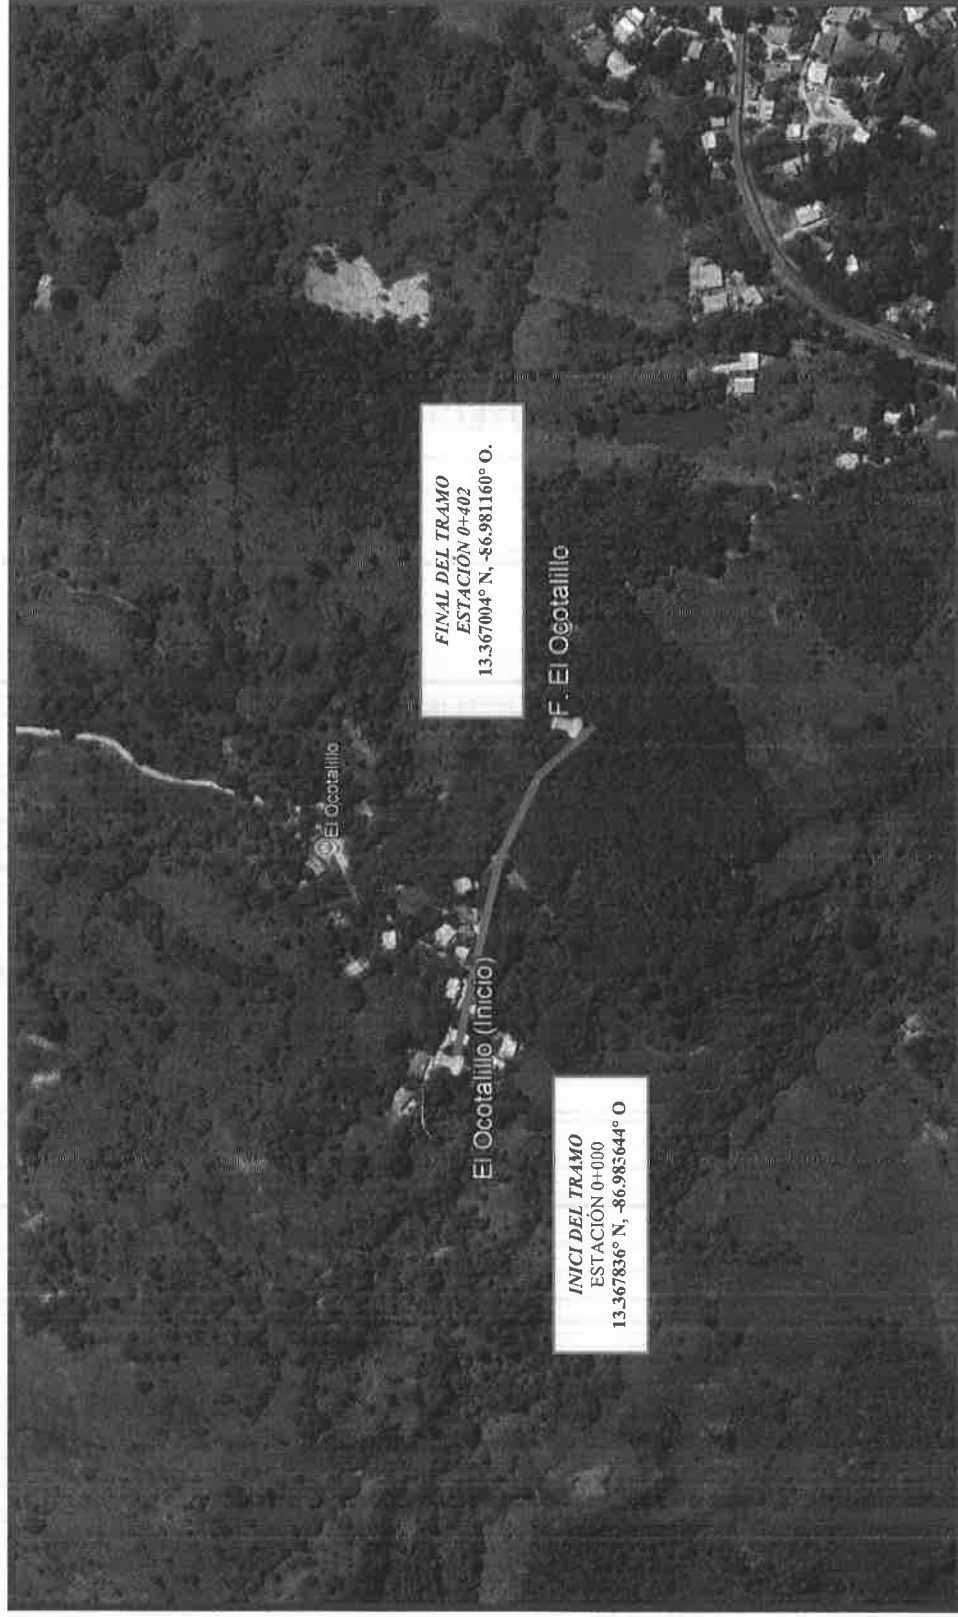 El Ocotalillo
FINAL DEL TRAMO
ESTACIÓN 0+402
13.367004° N, -86.981160° O.
F. El Ocotalillo
El Ocotalillo (Inicio)
INICI DEL TRAMO
ESTACIÓN 0+000
13.367836° N, -86.983644° O